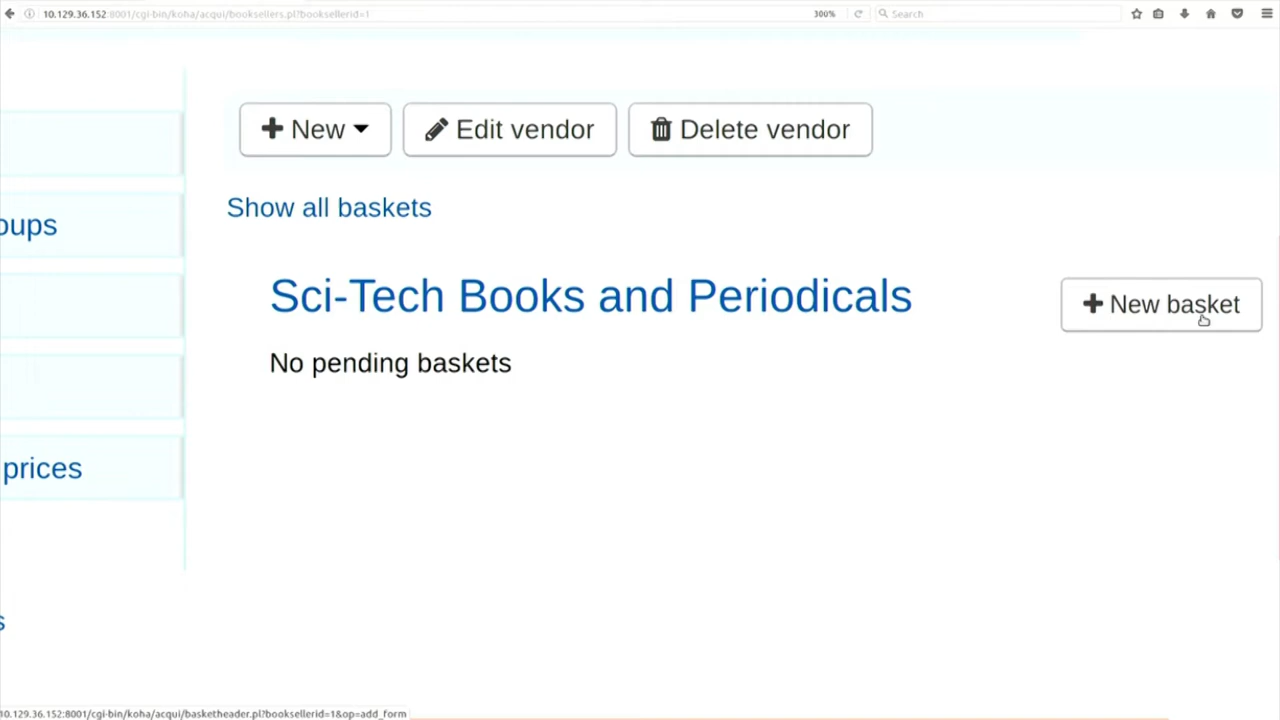 10.129.36.152:8001/cgi-bin/koha/acqui/booksellers.pl?booksellerid=1
300%
Search
New
Edit vendor
Delete vendor
oups
Show all baskets
Sci-Tech Books and Periodicals
New basket
No pending baskets
prices
s
10.129.36.152:8001/cgi-bin/koha/acqui/basketheader.pl?booksellerid=1&op=add_form